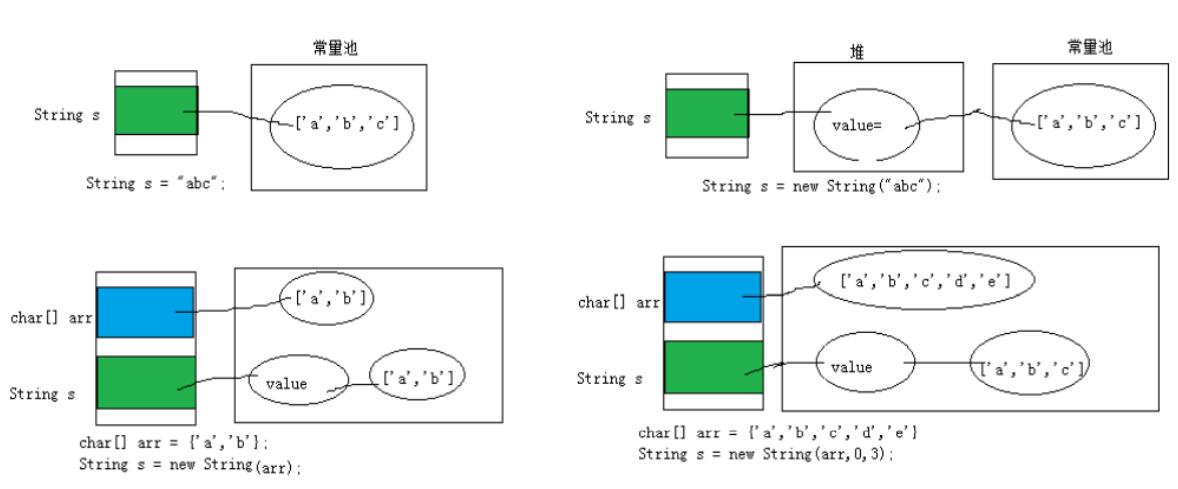 常量池
String s
['a','b','c']
String s = "abc";
堆
常量池
String s
value=
['a','b','c']
String s = new String("abc");
char[] arr
['a','b']
String s
value
['a','b']
char[] arr = {'a','b'};
String s = new String(arr);
char[] arr
['a','b','c','d','e']
String s
value
['a','b','c']
char[] arr = {'a','b','c','d','e'}
String s = new String(arr,0,3);